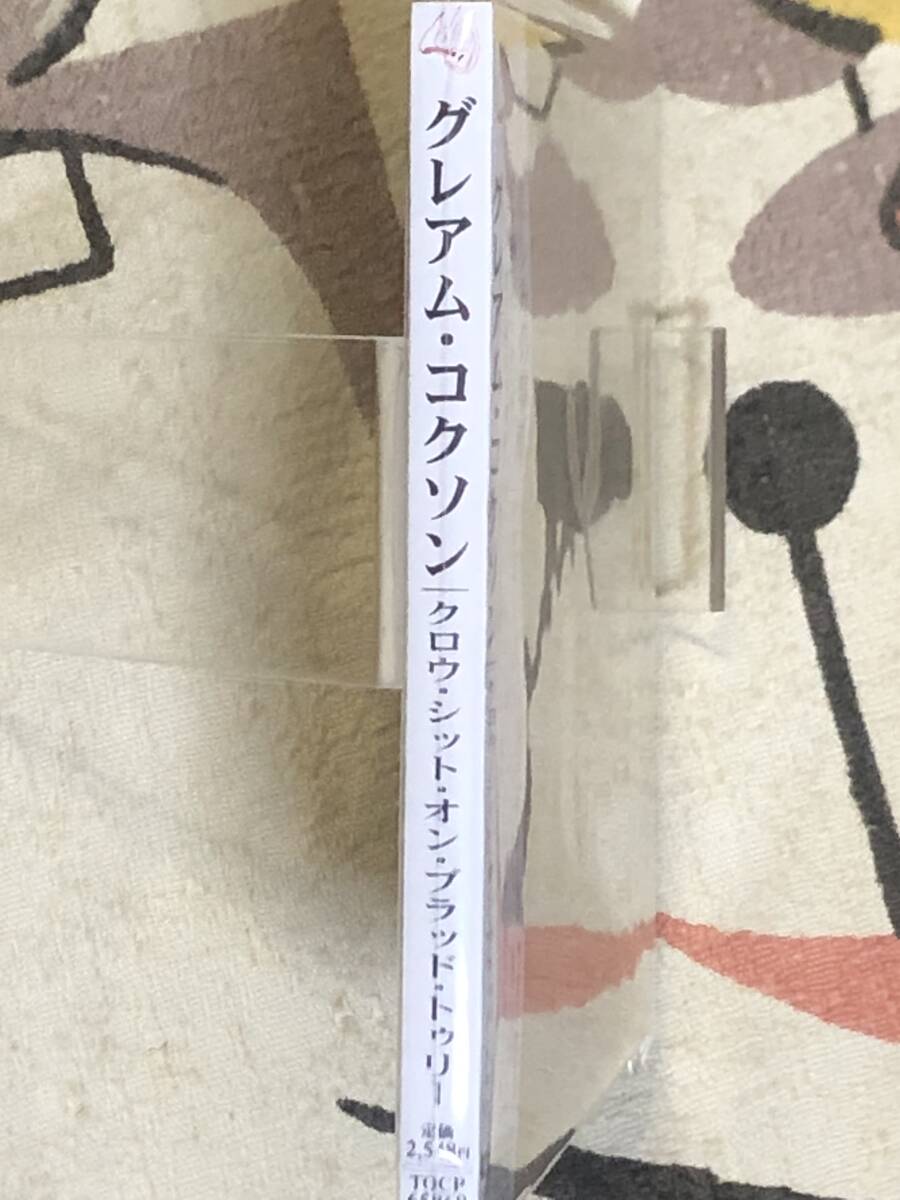 グレアム・コクソン
クロウ・シット・オン・ブラッド・トゥリー
定価
TOCP